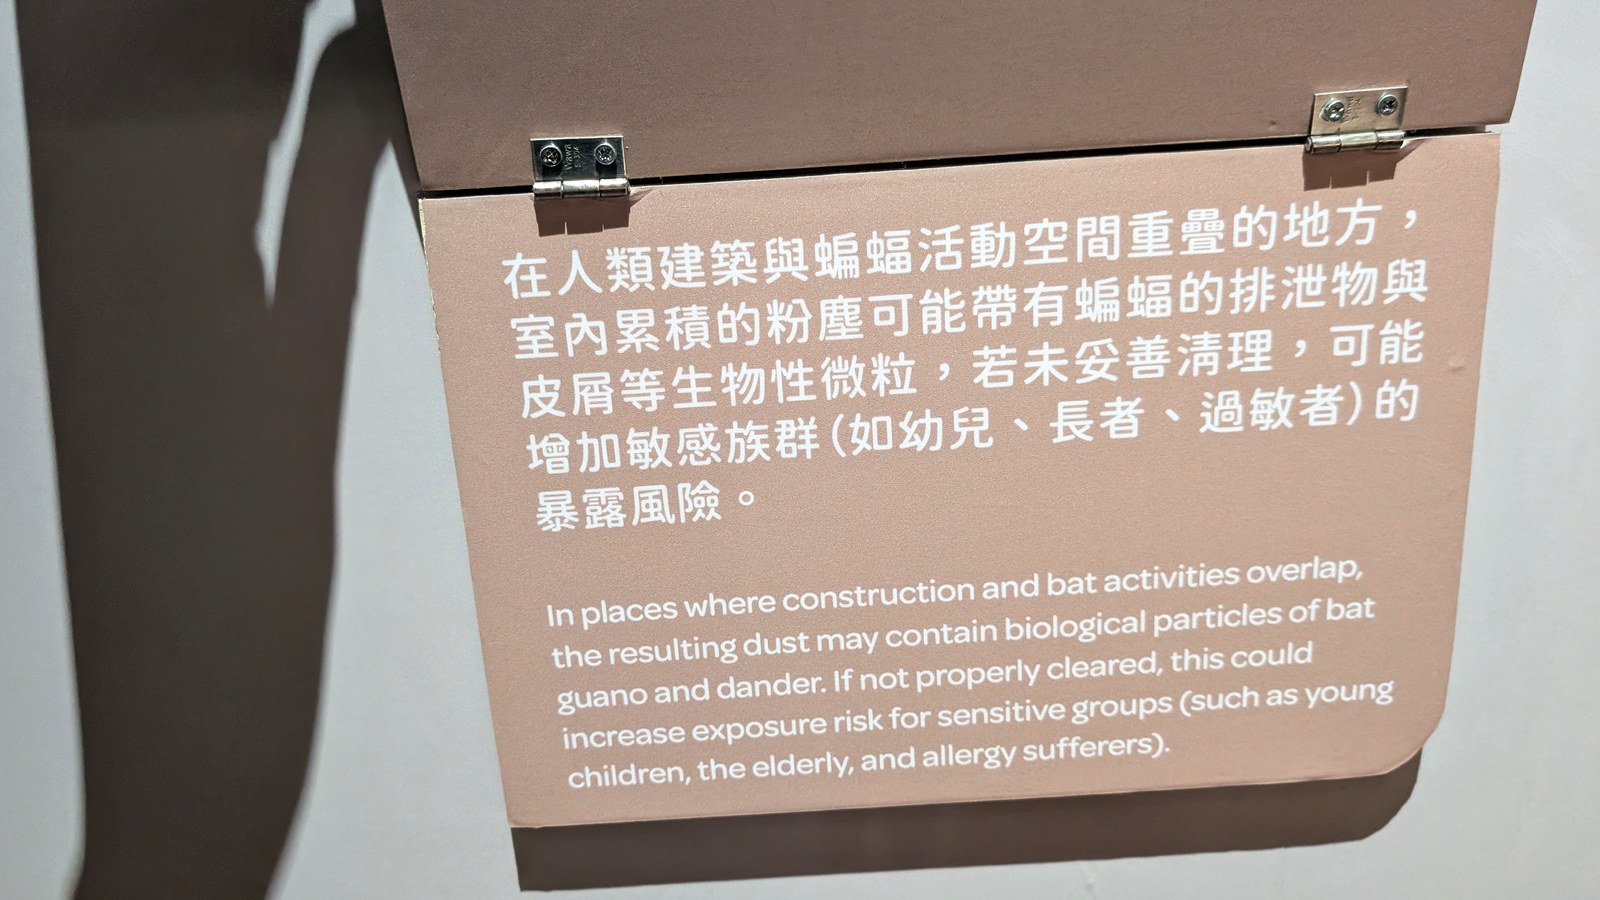 在人類建築與蝙蝠活動空間重疊的地方，
室內累積的粉塵可能帶有蝙蝠的排泄物與
皮屑等生物性微粒，若未妥善清理，可能
增加敏感族群（如幼兒、長者、過敏者）的
暴露風險。
In places where construction and bat activities overlap,
the resulting dust may contain biological particles of bat
guano and dander. If not properly cleared, this could
increase exposure risk for sensitive groups (such as young
children, the elderly, and allergy sufferers).